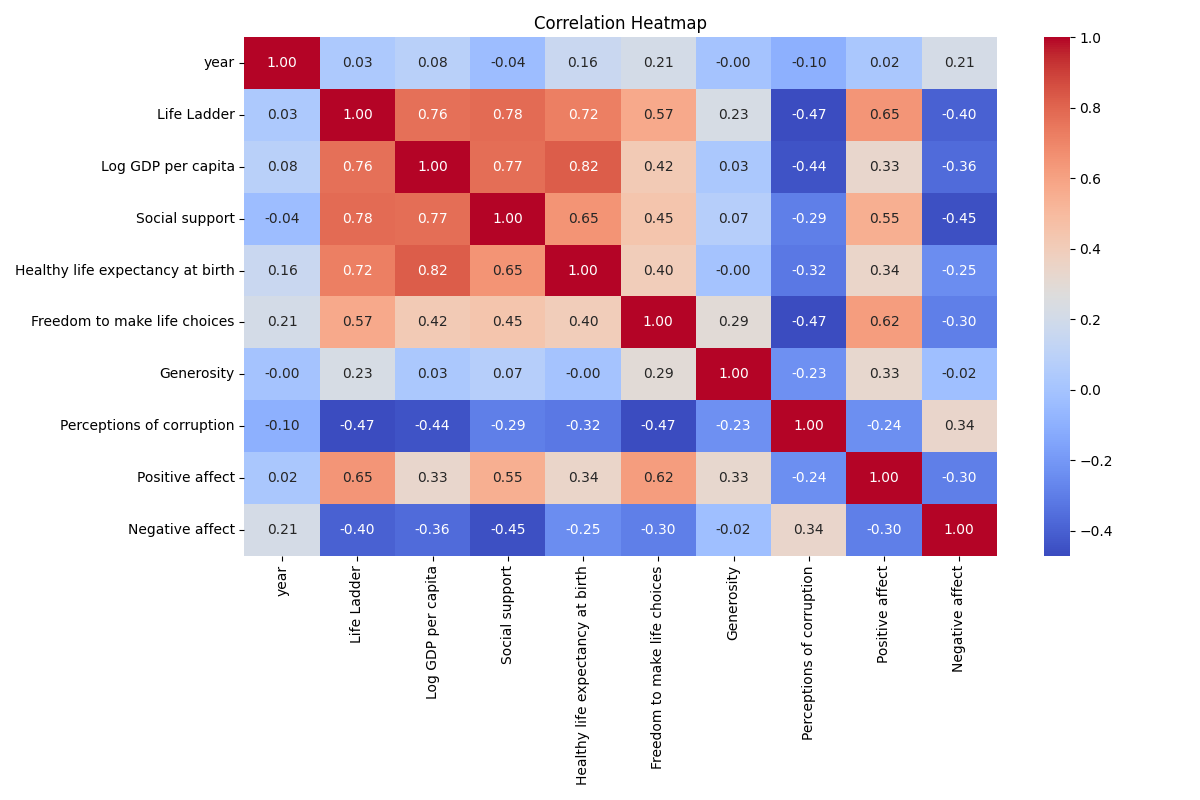 Correlation Heatmap
year 1.00 0.03 0.08 -0.04 0.16 0.21 -0.00 -0.10 0.02 0.21
Life Ladder 0.03 1.00 0.76 0.78 0.72 0.57 0.23 -0.47 0.65 -0.40
Log GDP per capita 0.08 0.76 1.00 0.77 0.82 0.42 0.03 -0.44 0.33 -0.36
Social support -0.04 0.78 0.77 1.00 0.65 0.45 0.07 -0.29 0.55 -0.45
Healthy life expectancy at birth 0.16 0.72 0.82 0.65 1.00 0.40 -0.00 -0.32 0.34 -0.25
Freedom to make life choices 0.21 0.57 0.42 0.45 0.40 1.00 0.29 -0.47 0.62 -0.30
Generosity -0.00 0.23 0.03 0.07 -0.00 0.29 1.00 -0.23 0.33 -0.02
Perceptions of corruption -0.10 -0.47 -0.44 -0.29 -0.32 -0.47 -0.23 1.00 -0.24 0.34
Positive affect 0.02 0.65 0.33 0.55 0.34 0.62 0.33 -0.24 1.00 -0.30
Negative affect 0.21 -0.40 -0.36 -0.45 -0.25 -0.30 -0.02 0.34 -0.30 1.00
year
Life Ladder
Log GDP per capita
Social support
Healthy life expectancy at birth
Freedom to make life choices
Generosity
Perceptions of corruption
Positive affect
Negative affect
1.0
0.8
0.6
0.4
0.2
0.0
−0.2
−0.4